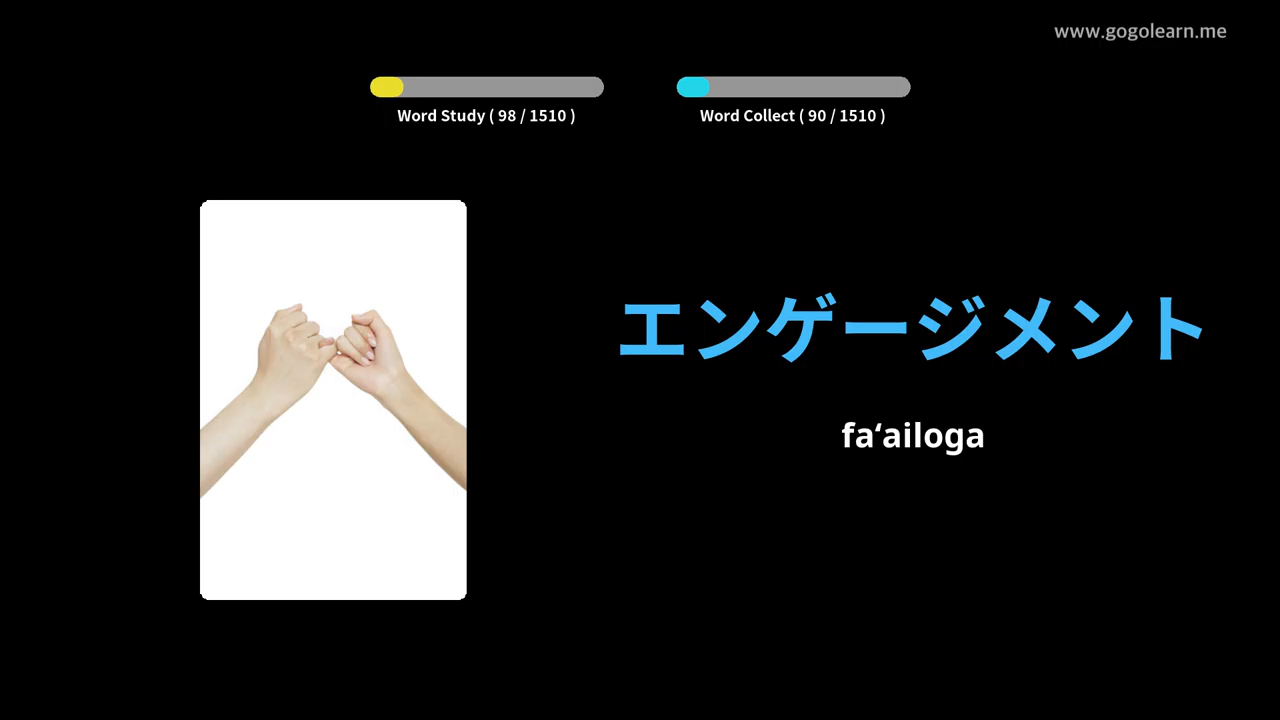 www.gogolearn.me
Word Study ( 98 / 1510 )
Word Collect ( 90 / 1510 )
エンゲージメント
fa‘ailoga